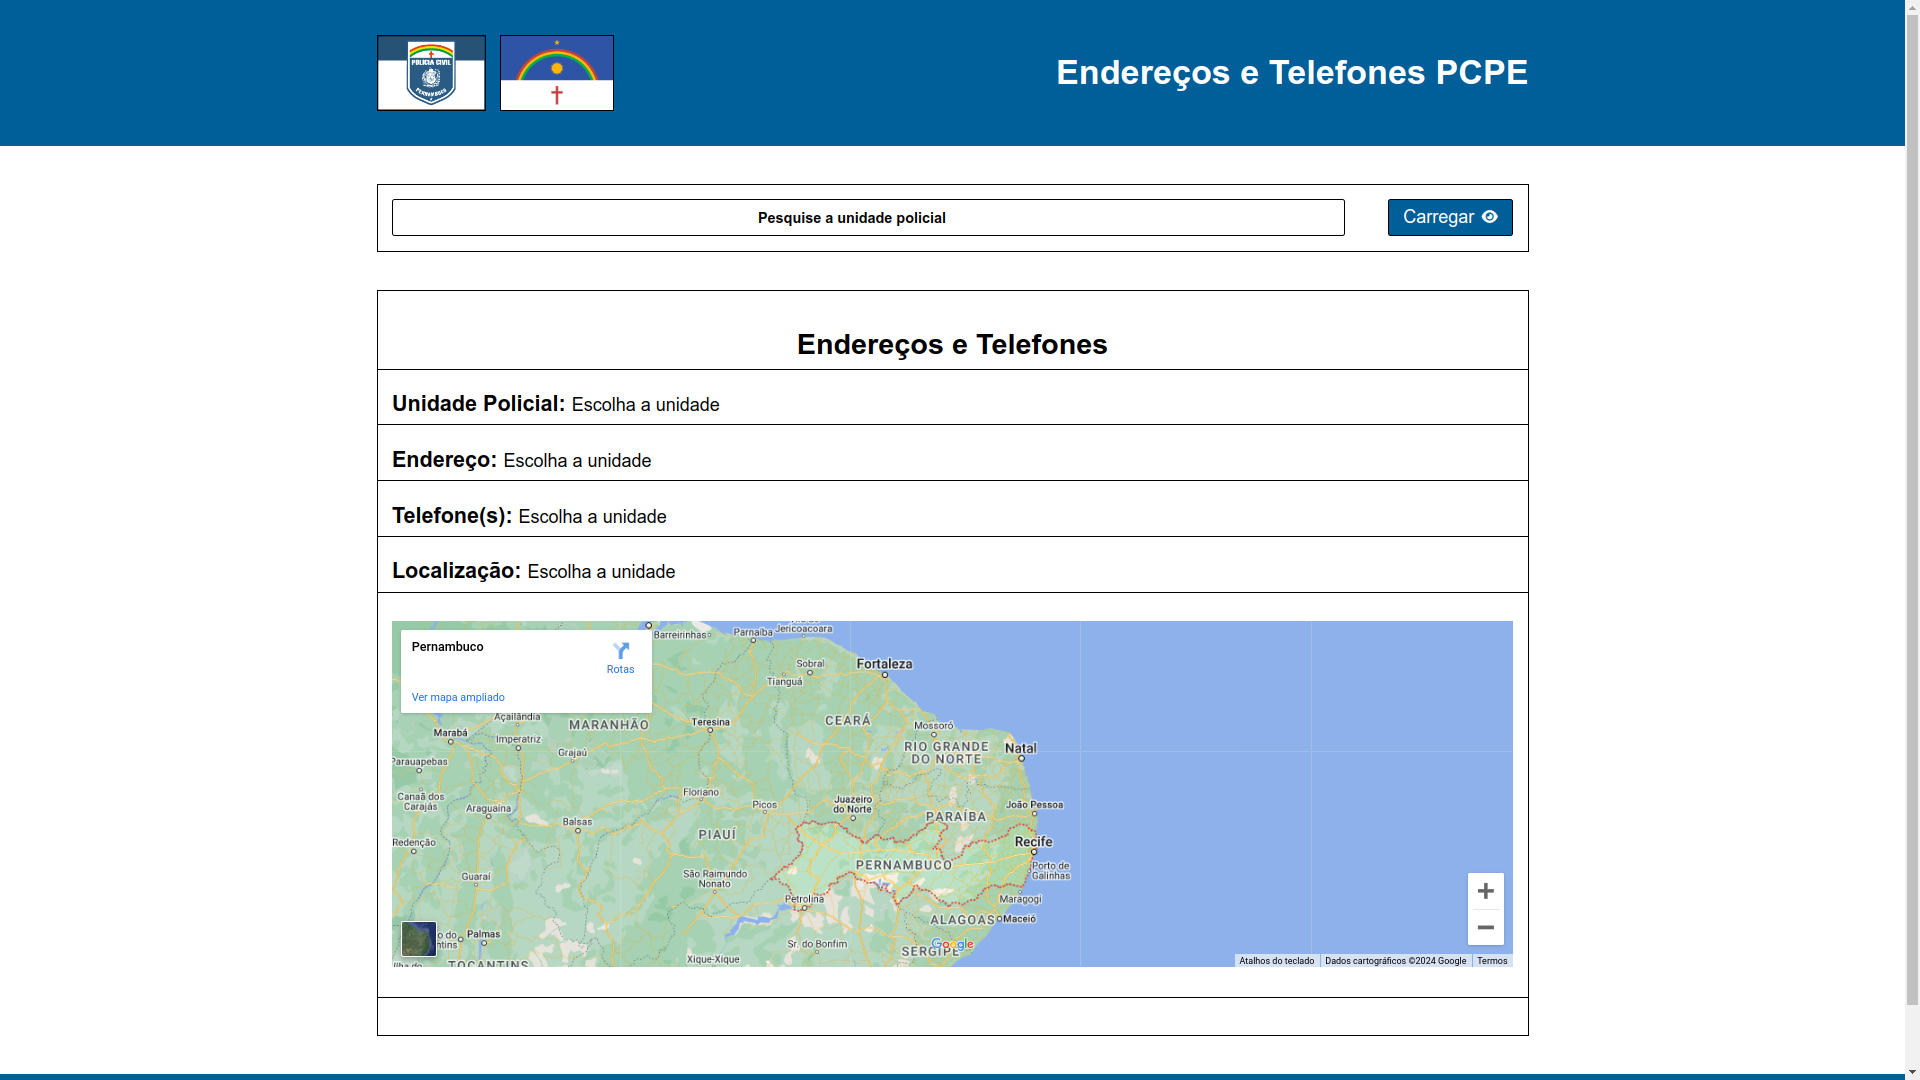 POLICIA CIVIL
PERNAMBUCO
Endereços e Telefones PCPE
Pesquise a unidade policial
Carregar
Endereços e Telefones
Unidade Policial: Escolha a unidade
Endereço: Escolha a unidade
Telefone(s): Escolha a unidade
Localização: Escolha a unidade
Pernambuco
Rotas
Ver mapa ampliado
Barreirinhas
Parnaíba
Jericoacoara
Sobral
Fortaleza
Tianguá
Açailândia
MARANHÃO
Teresina
CEARÁ
Mossoró
Marabá
Imperatriz
Grajaú
RIO GRANDE
DO NORTE
Natal
Parauapebas
Canaã dos
Carajás
Araguaína
Floriano
Picos
Juazeiro
do Norte
João Pessoa
Balsas
PIAUÍ
PARAÍBA
Redenção
Recife
PERNAMBUCO
Porto de
Galinhas
Guaraí
São Raimundo
Nonato
Petrolina
Maragogi
ALAGOAS
Maceió
Palmas
Sr. do Bonfim
SERGIPE
Google
TOCANTINS
Xique-Xique
Atalhos do teclado
Dados cartográficos ©2024 Google
Termos